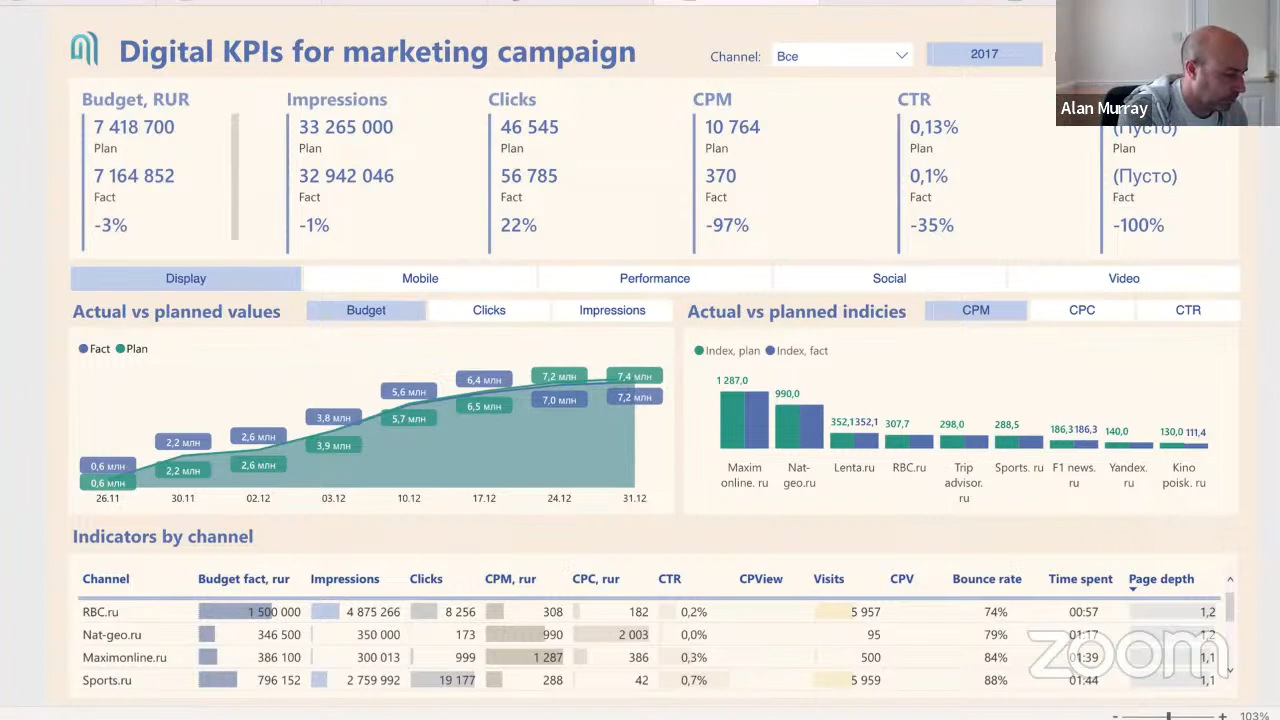 Digital KPIs for marketing campaign
Channel: Все 2017
Alan Murray
Budget, RUR Impressions Clicks CPM CTR
7 418 700 33 265 000 46 545 10 764 0,13% (Пусто)
Plan Plan Plan Plan Plan Plan
7 164 852 32 942 046 56 785 370 0,1% (Пусто)
Fact Fact Fact Fact Fact Fact
-3% -1% 22% -97% -35% -100%
Display Mobile Performance Social Video
Actual vs planned values Budget Clicks Impressions
Fact Plan
0,6 млн 2,2 млн 2,6 млн 3,8 млн 5,6 млн 6,4 млн 7,2 млн 7,4 млн
0,6 млн 2,2 млн 2,6 млн 3,9 млн 5,7 млн 6,5 млн 7,0 млн 7,2 млн
26.11 30.11 02.12 03.12 10.12 17.12 24.12 31.12
Actual vs planned indicies CPM CPC CTR
Index, plan Index, fact
1 287,0 990,0 352,1 352,1 307,7 298,0 288,5 186,3 186,3 140,0 130,0 111,4
Maxim Nat- Lenta.ru RBC.ru Trip Sports. ru F1 news. Yandex. Kino
online. ru geo.ru advisor. ru ru poisk. ru
ru
Indicators by channel
Channel Budget fact, rur Impressions Clicks CPM, rur CPC, rur CTR CPView Visits CPV Bounce rate Time spent Page depth
RBC.ru 1 500 000 4 875 266 8 256 308 182 0,2% 5 957 74% 00:57 1,2
Nat-geo.ru 346 500 350 000 173 990 2 003 0,0% 95 79% 01:17 1,2
Maximonline.ru 386 100 300 013 999 1 287 386 0,3% 500 84% 01:39 1,1
Sports.ru 796 152 2 759 992 19 177 288 42 0,7% 5 959 88% 01:44 1,1
zoom
- + 103%